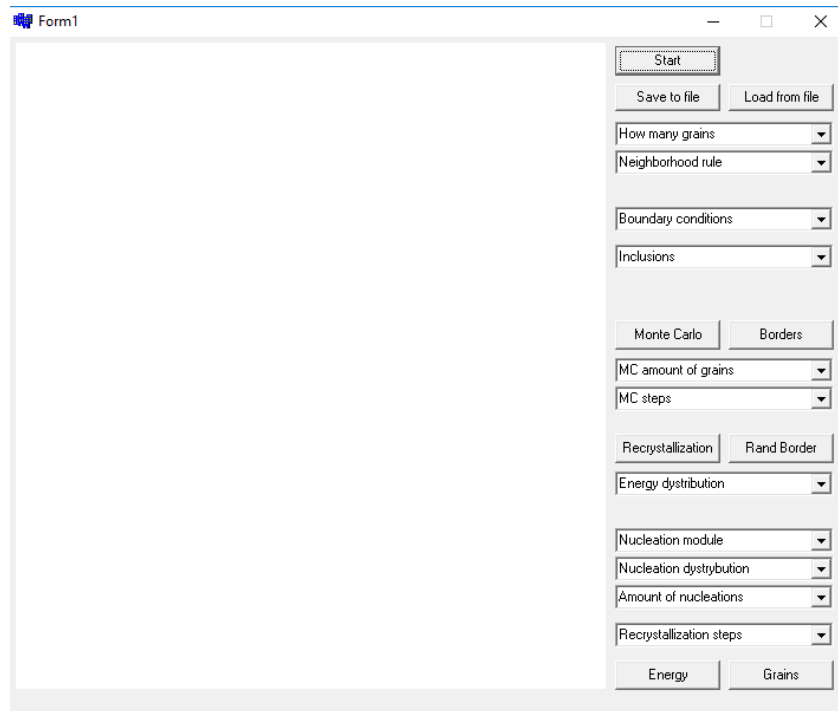 Form1
Start
Save to file
Load from file
How many grains
Neighborhood rule
Boundary conditions
Inclusions
Monte Carlo
Borders
MC amount of grains
MC steps
Recrystallization
Rand Border
Energy dystribution
Nucleation module
Nucleation dystrybution
Amount of nucleations
Recrystallization steps
Energy
Grains